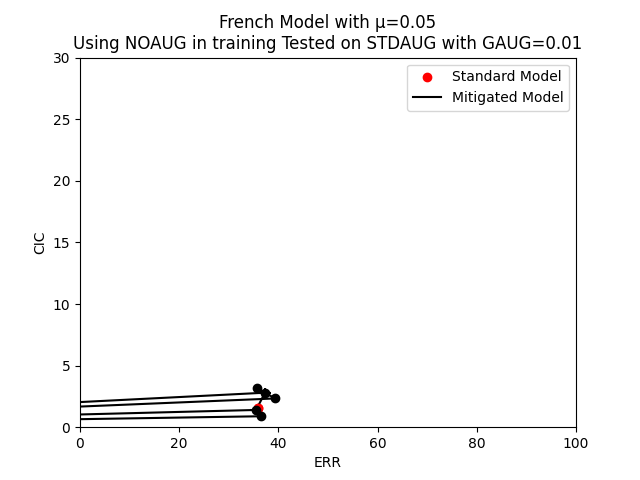 French Model with μ=0.05
Using NOAUG in training Tested on STDAUG with GAUG=0.01
Standard Model
Mitigated Model
CIC
30
25
20
15
10
5
0
0 20 40 60 80 100
ERR